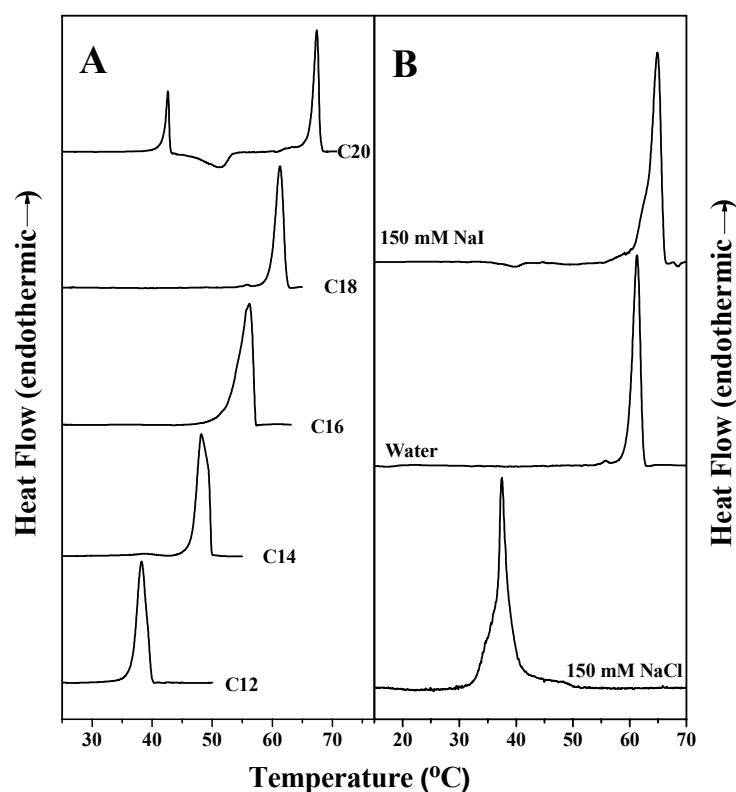 A
B
C20
150 mM NaI
C18
C16
Water
C14
150 mM NaCl
C12
Heat Flow (endothermic→)
Heat Flow (endothermic→)
30 40 50 60 70
20 30 40 50 60 70
Temperature (°C)